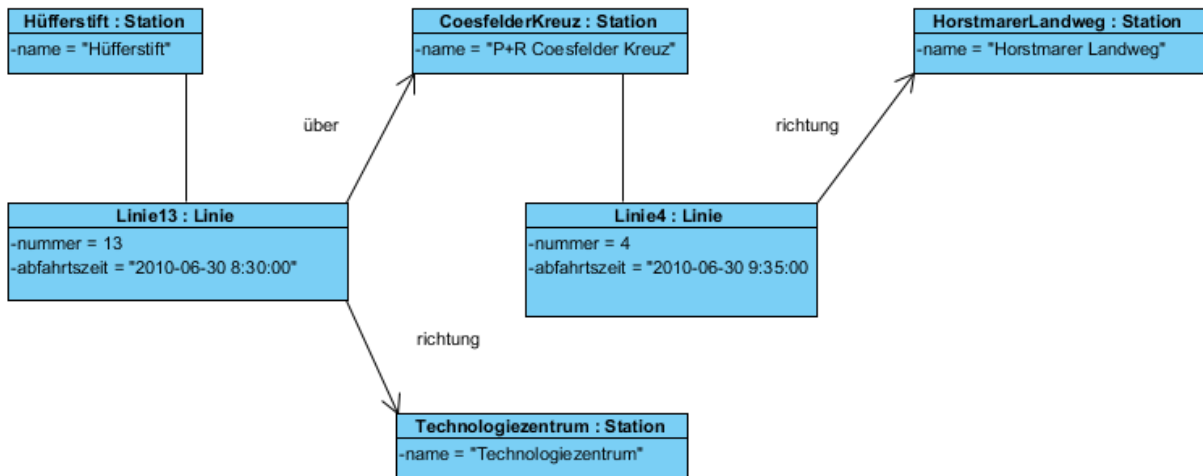 Hüfferstift : Station
-name = "Hüfferstift"
CoesfelderKreuz : Station
-name = "P+R Coesfelder Kreuz"
HorstmarerLandweg : Station
-name = "Horstmarer Landweg"
über
richtung
Linie13 : Linie
-nummer = 13
-abfahrtszeit = "2010-06-30 8:30:00"
Linie4 : Linie
-nummer = 4
-abfahrtszeit = "2010-06-30 9:35:00
richtung
Technologiezentrum : Station
-name = "Technologiezentrum"